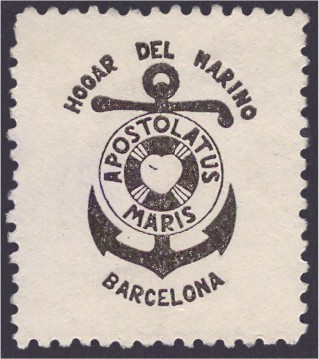 HOGAR DEL MARINO
APOSTOLATUS
MARIS
BARCELONA